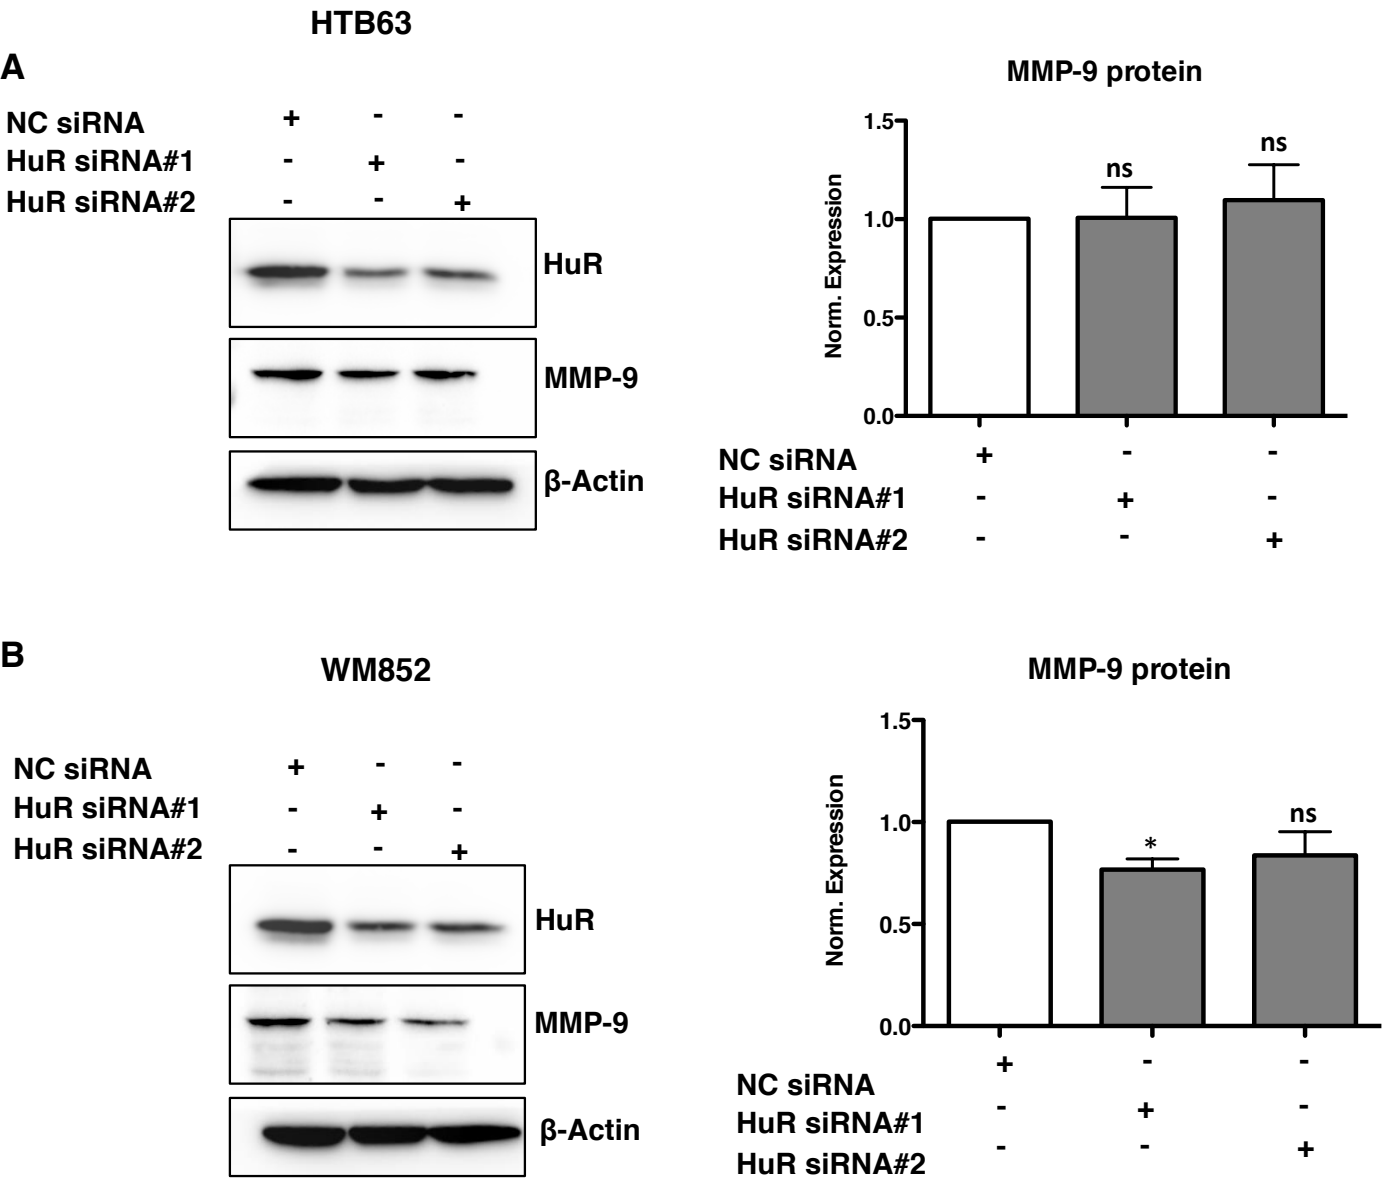 HTB63
A
NC siRNA + - -
HuR siRNA#1 - + -
HuR siRNA#2 - - +
HuR
MMP-9
β-Actin
MMP-9 protein
Norm. Expression
1.5
1.0
0.5
0.0
ns
ns
NC siRNA + - -
HuR siRNA#1 - + -
HuR siRNA#2 - - +
B
WM852
NC siRNA + - -
HuR siRNA#1 - + -
HuR siRNA#2 - - +
HuR
MMP-9
β-Actin
MMP-9 protein
Norm. Expression
1.5
1.0
0.5
0.0
*
ns
NC siRNA + - -
HuR siRNA#1 - + -
HuR siRNA#2 - - +